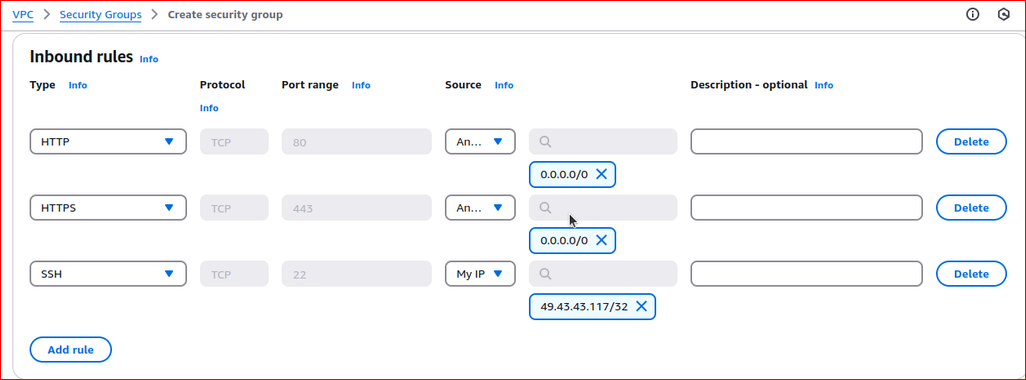 VPC > Security Groups > Create security group
Inbound rules Info
Type Info Protocol Info Port range Info Source Info Description - optional Info
HTTP TCP 80 An... Delete
0.0.0.0/0
HTTPS TCP 443 An... Delete
0.0.0.0/0
SSH TCP 22 My IP Delete
49.43.43.117/32
Add rule